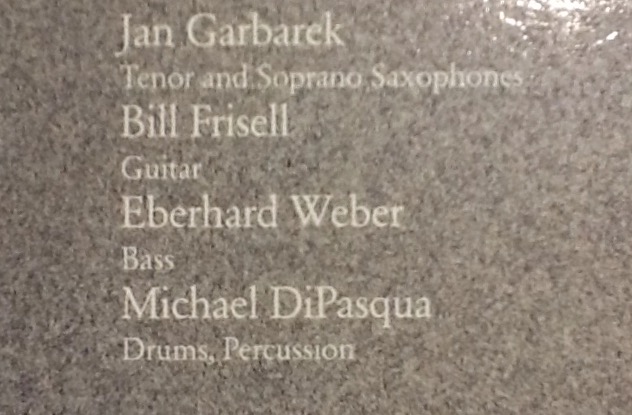 Jan Garbarek
Tenor and Soprano Saxophones
Bill Frisell
Guitar
Eberhard Weber
Bass
Michael DiPasqua
Drums, Percussion